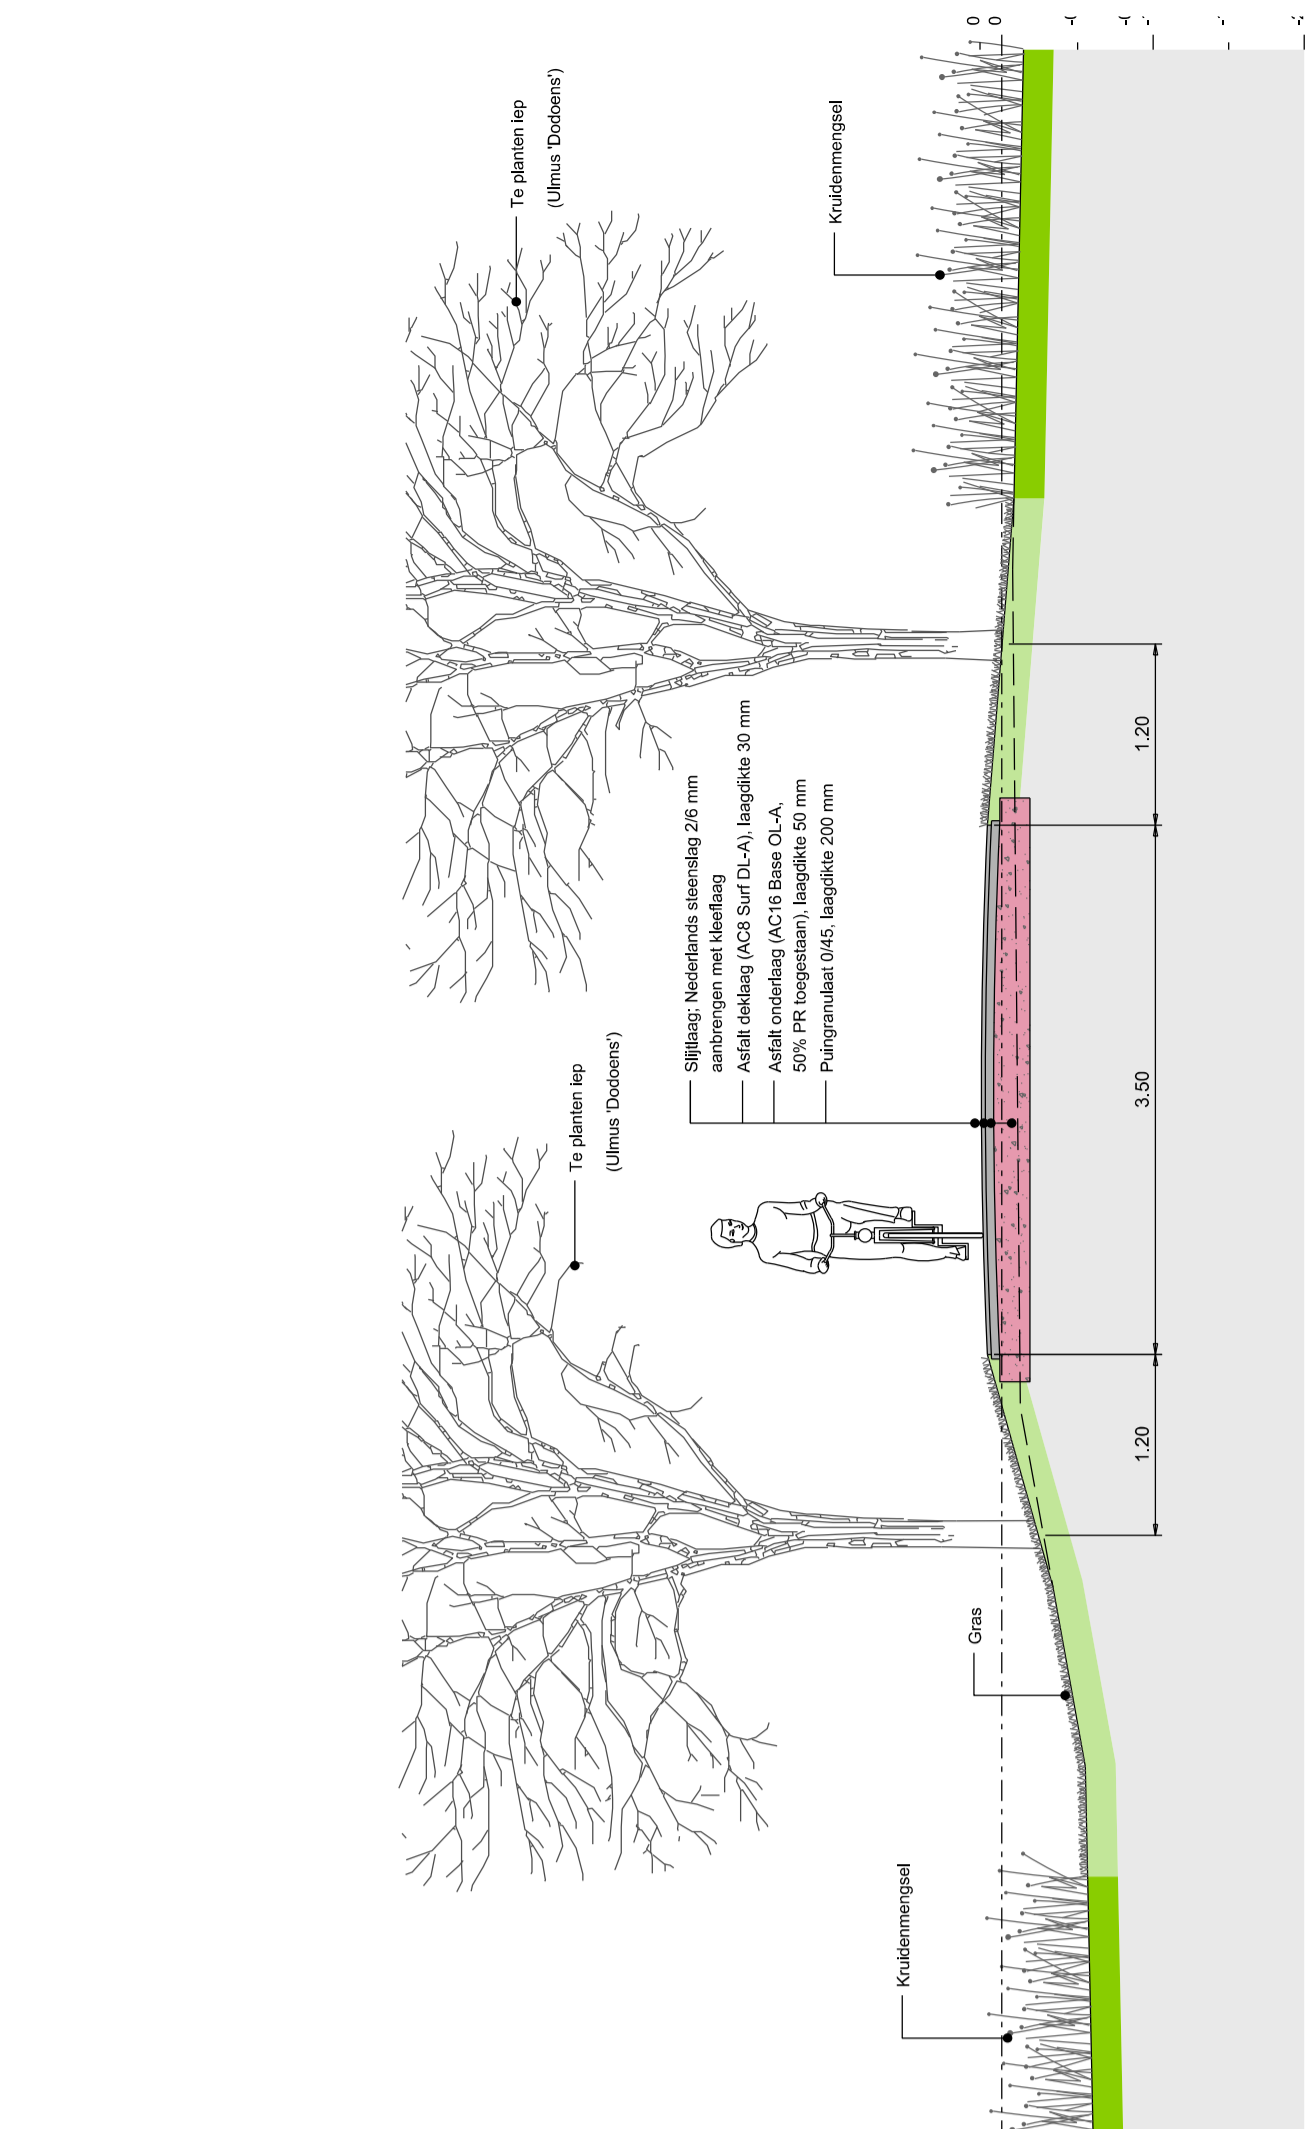 Te planten iep
(Ulmus 'Dodoens')
Te planten iep
(Ulmus 'Dodoens')
Slijtlaag; Nederlands steenslag 2/6 mm
aanbrengen met kleeflaag
Asfalt deklaag (AC8 Surf DL-A), laagdikte 30 mm
Asfalt onderlaag (AC16 Base OL-A,
50% PR toegestaan), laagdikte 50 mm
Puingranulaat 0/45, laagdikte 200 mm
Kruidenmengsel
Kruidenmengsel
Gras
0
0
1.20
3.50
1.20